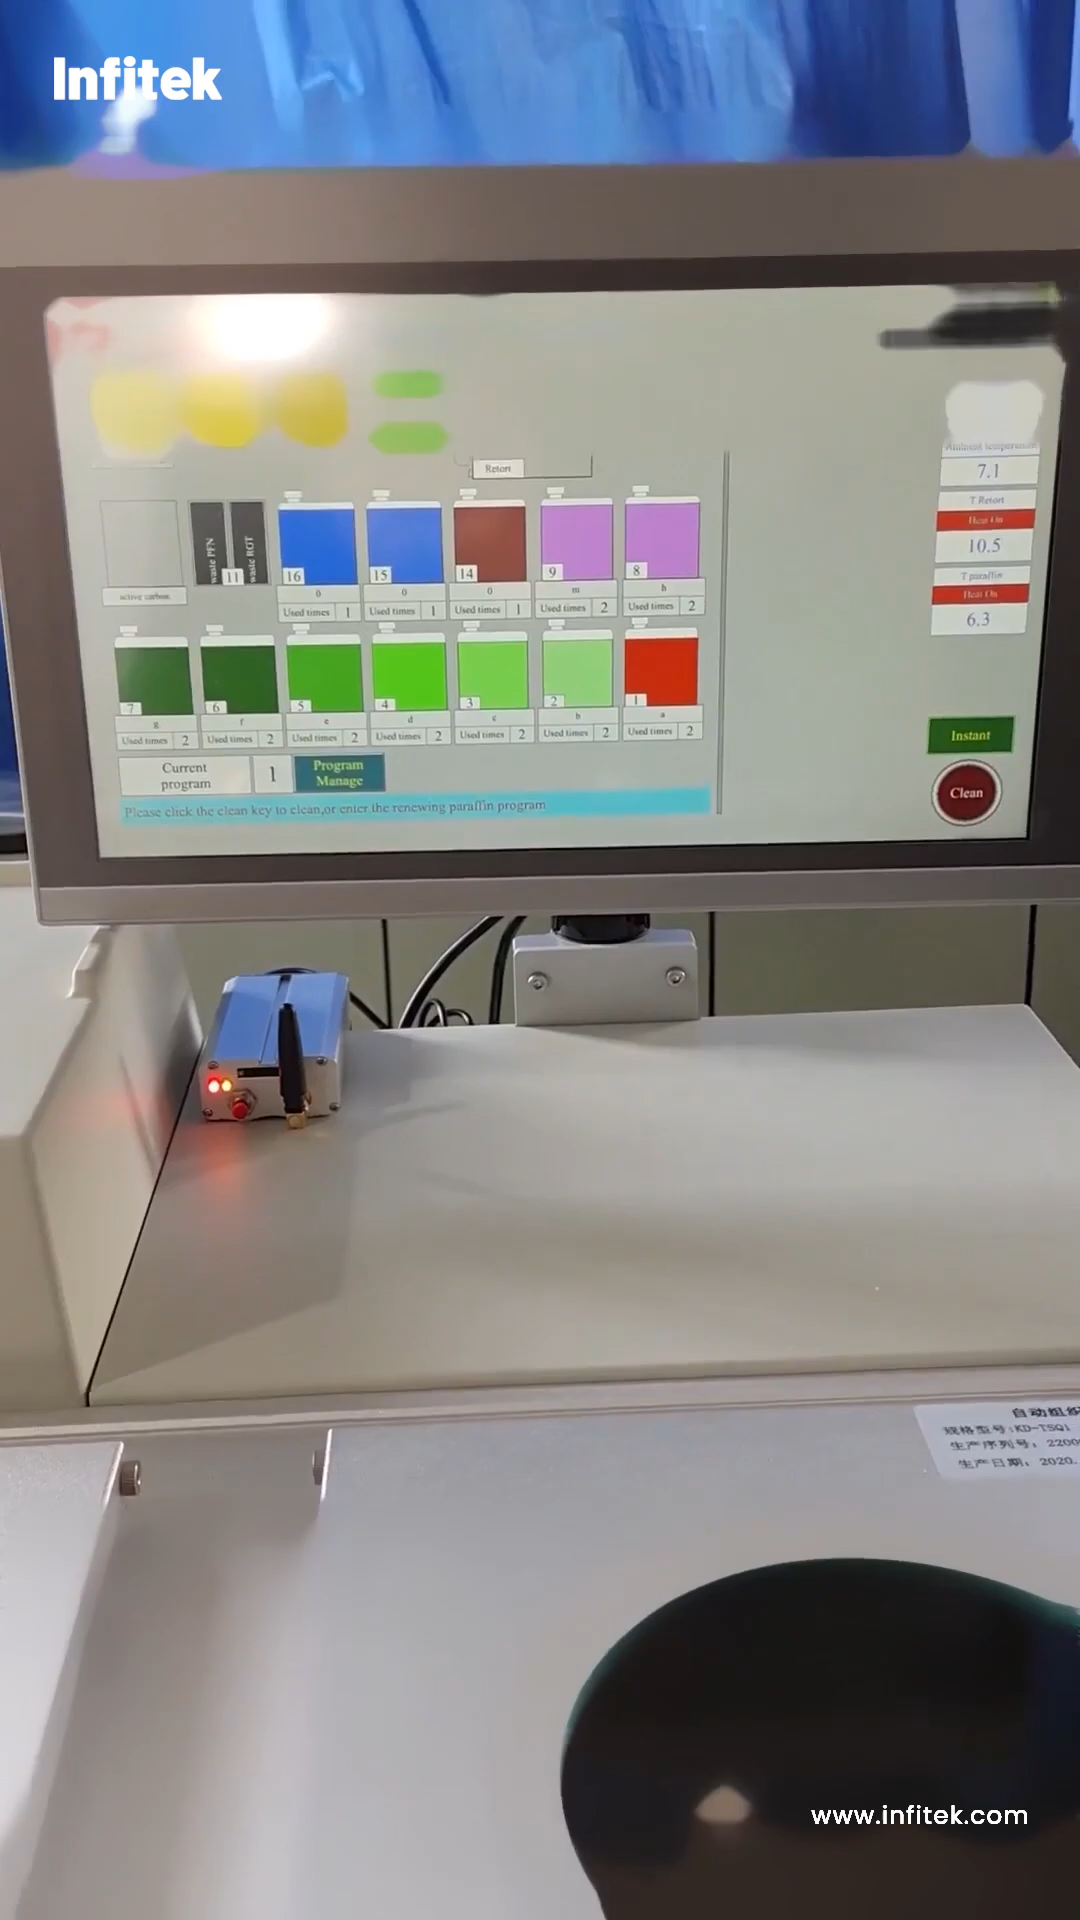 Infitek
Retort
Ambient temperature
7.1
T Retort
Heat On
10.5
T paraffin
Heat On
6.3
active carbon
waste PFN
11
waste RGT
16
15
14
9
8
0
0
0
m
h
Used times 1
Used times 1
Used times 1
Used times 2
Used times 2
7
6
5
4
3
2
1
g
f
e
d
c
b
a
Used times 2
Used times 2
Used times 2
Used times 2
Used times 2
Used times 2
Used times 2
Current program
1
Program Manage
Please click the clean key to clean,or enter the renewing paraffin program
Instant
Clean
自动组织
规格型号:KD-TSQ1
生产序列号: 2200
生产日期: 2020.
www.infitek.com